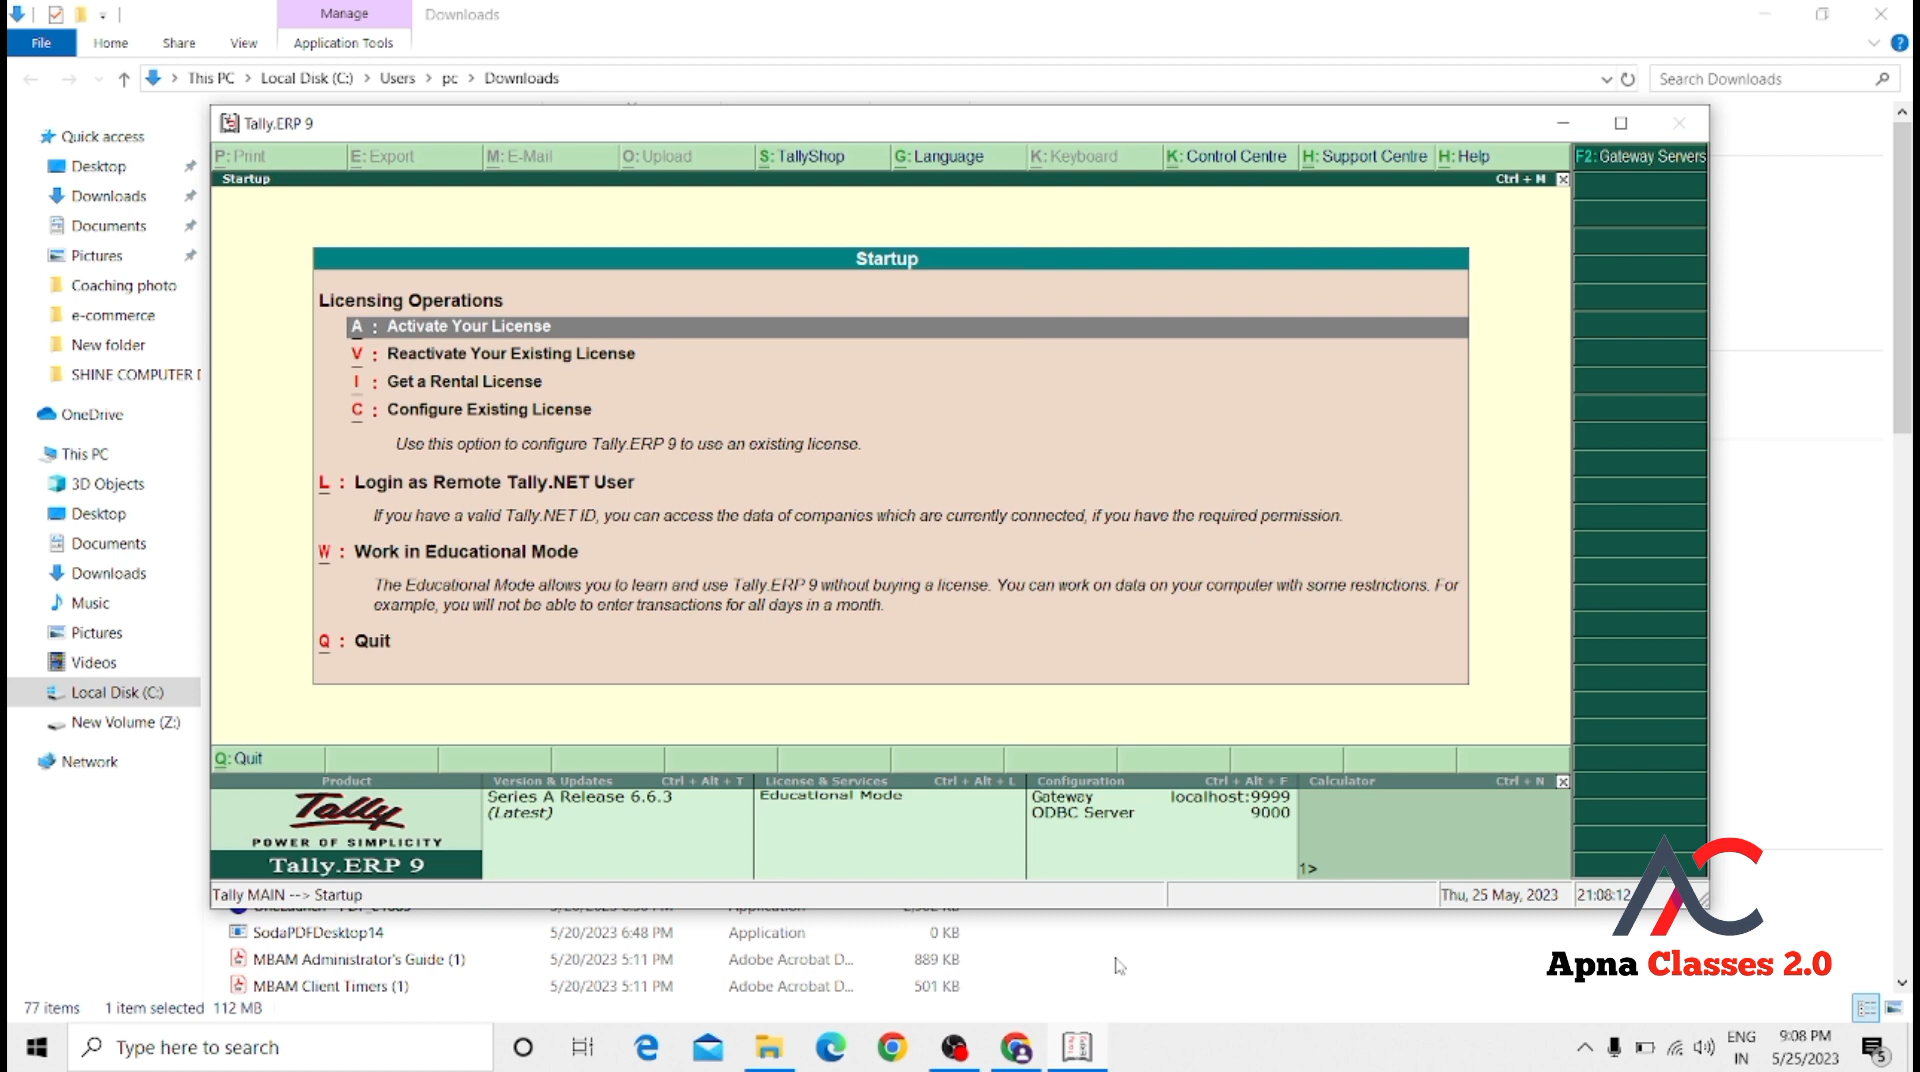 Manage
Downloads
File
Home
Share
View
Application Tools
This PC > Local Disk (C:) > Users > pc > Downloads
Search Downloads
Quick access
Desktop
Downloads
Documents
Pictures
Coaching photo
e-commerce
New folder
SHINE COMPUTER
OneDrive
This PC
3D Objects
Desktop
Documents
Downloads
Music
Pictures
Videos
Local Disk (C:)
New Volume (Z:)
Network
Tally.ERP 9
P: Print
E: Export
M: E-Mail
O: Upload
S: TallyShop
G: Language
K: Keyboard
K: Control Centre
H: Support Centre
H: Help
F2: Gateway Servers
Startup
Ctrl + M
Startup
Licensing Operations
A : Activate Your License
V : Reactivate Your Existing License
I : Get a Rental License
C : Configure Existing License
Use this option to configure Tally.ERP 9 to use an existing license.
L : Login as Remote Tally.NET User
If you have a valid Tally.NET ID, you can access the data of companies which are currently connected, if you have the required permission.
W : Work in Educational Mode
The Educational Mode allows you to learn and use Tally.ERP 9 without buying a license. You can work on data on your computer with some restrictions. For
example, you will not be able to enter transactions for all days in a month.
Q : Quit
Q: Quit
Product
Version & Updates Ctrl + Alt + T
License & Services Ctrl + Alt + L
Configuration Ctrl + Alt + F
Calculator Ctrl + N
Tally
POWER OF SIMPLICITY
Tally.ERP 9
Series A Release 6.6.3
(Latest)
Educational Mode
Gateway localhost:9999
ODBC Server 9000
1>
Tally MAIN --> Startup
Thu, 25 May, 2023
21:08:12
SodaPDFDesktop14 5/20/2023 6:48 PM Application 0 KB
MBAM Administrator's Guide (1) 5/20/2023 5:11 PM Adobe Acrobat D... 889 KB
MBAM Client Timers (1) 5/20/2023 5:11 PM Adobe Acrobat D... 501 KB
AC
Apna Classes 2.0
77 items 1 item selected 112 MB
Type here to search
ENG
IN
9:08 PM
5/25/2023
5